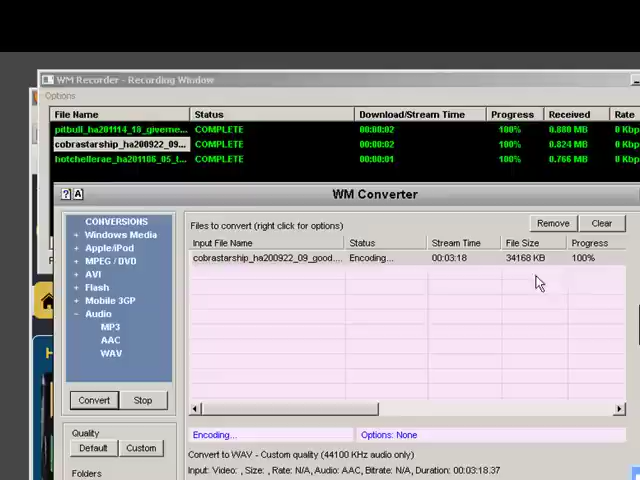 WM Recorder - Recording Window
Options
File Name Status Download/Stream Time Progress Received Rate
pitbull_ha201114_18_giveme... COMPLETE 00:00:02 100% 0.880 MB 0 Kbp
cobrastarship_ha200922_09... COMPLETE 00:00:02 100% 0.824 MB 0 Kbp
hotchellerae_ha201106_05_t... COMPLETE 00:00:01 100% 0.766 MB 0 Kbp
? A WM Converter
CONVERSIONS
+ Windows Media
+ Apple/iPod
+ MPEG / DVD
+ AVI
+ Flash
+ Mobile 3GP
- Audio
MP3
AAC
WAV
Convert Stop
Quality
Default Custom
Folders
Files to convert (right click for options) Remove Clear
Input File Name Status Stream Time File Size Progress
cobrastarship_ha200922_09_good.... Encoding... 00:03:18 34168 KB 100%
Encoding... Options: None
Convert to WAV - Custom quality (44100 KHz audio only)
Input: Video: , Size: , Rate: N/A, Audio: AAC, Bitrate: N/A, Duration: 00:03:18.37
H